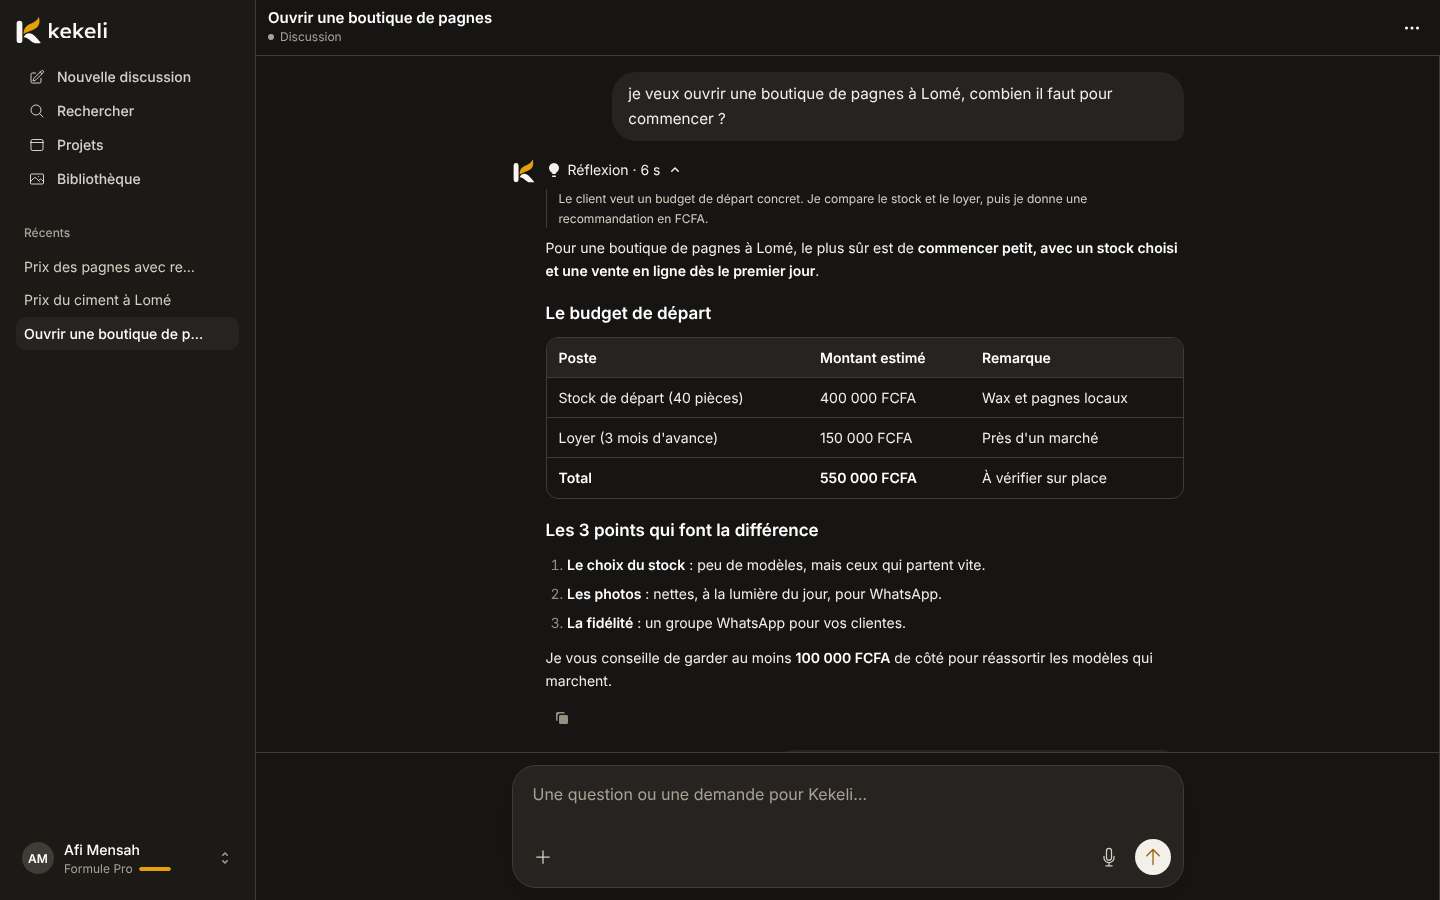 kekeli
Nouvelle discussion
Rechercher
Projets
Bibliothèque
Récents
Prix des pagnes avec re...
Prix du ciment à Lomé
Ouvrir une boutique de p...
AM
Afi Mensah
Formule Pro
Ouvrir une boutique de pagnes
Discussion
je veux ouvrir une boutique de pagnes à Lomé, combien il faut pour
commencer ?
Réflexion · 6 s
Le client veut un budget de départ concret. Je compare le stock et le loyer, puis je donne une
recommandation en FCFA.
Pour une boutique de pagnes à Lomé, le plus sûr est de commencer petit, avec un stock choisi
et une vente en ligne dès le premier jour.
Le budget de départ
Poste Montant estimé Remarque
Stock de départ (40 pièces) 400 000 FCFA Wax et pagnes locaux
Loyer (3 mois d'avance) 150 000 FCFA Près d'un marché
Total 550 000 FCFA À vérifier sur place
Les 3 points qui font la différence
1. Le choix du stock : peu de modèles, mais ceux qui partent vite.
2. Les photos : nettes, à la lumière du jour, pour WhatsApp.
3. La fidélité : un groupe WhatsApp pour vos clientes.
Je vous conseille de garder au moins 100 000 FCFA de côté pour réassortir les modèles qui
marchent.
Une question ou une demande pour Kekeli...